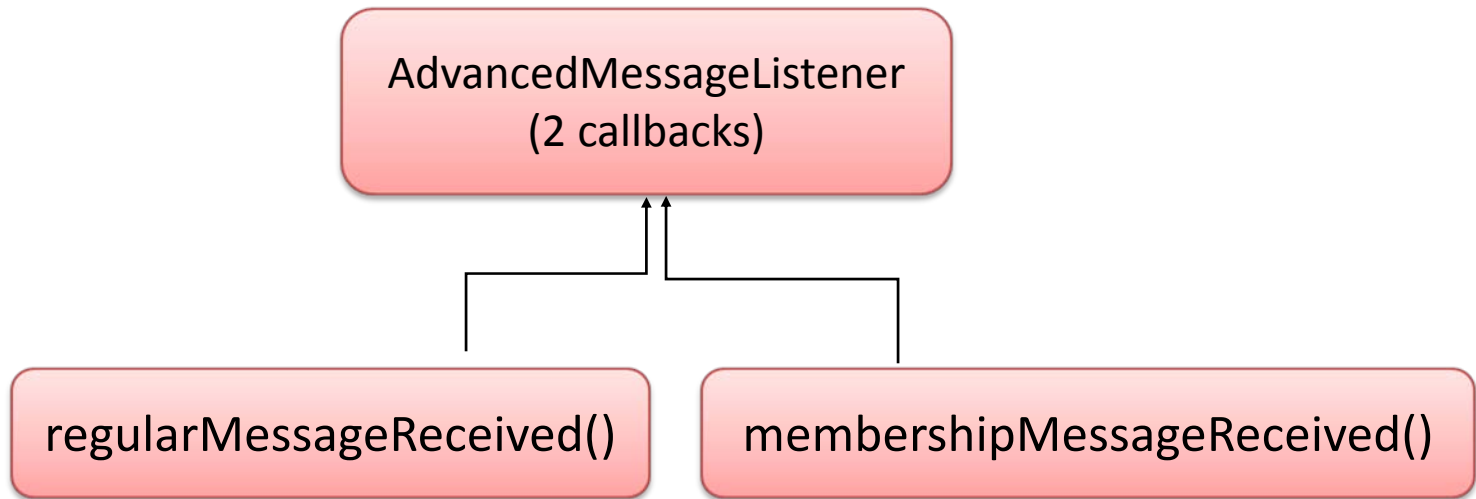 AdvancedMessageListener
(2 callbacks)
regularMessageReceived()
membershipMessageReceived()